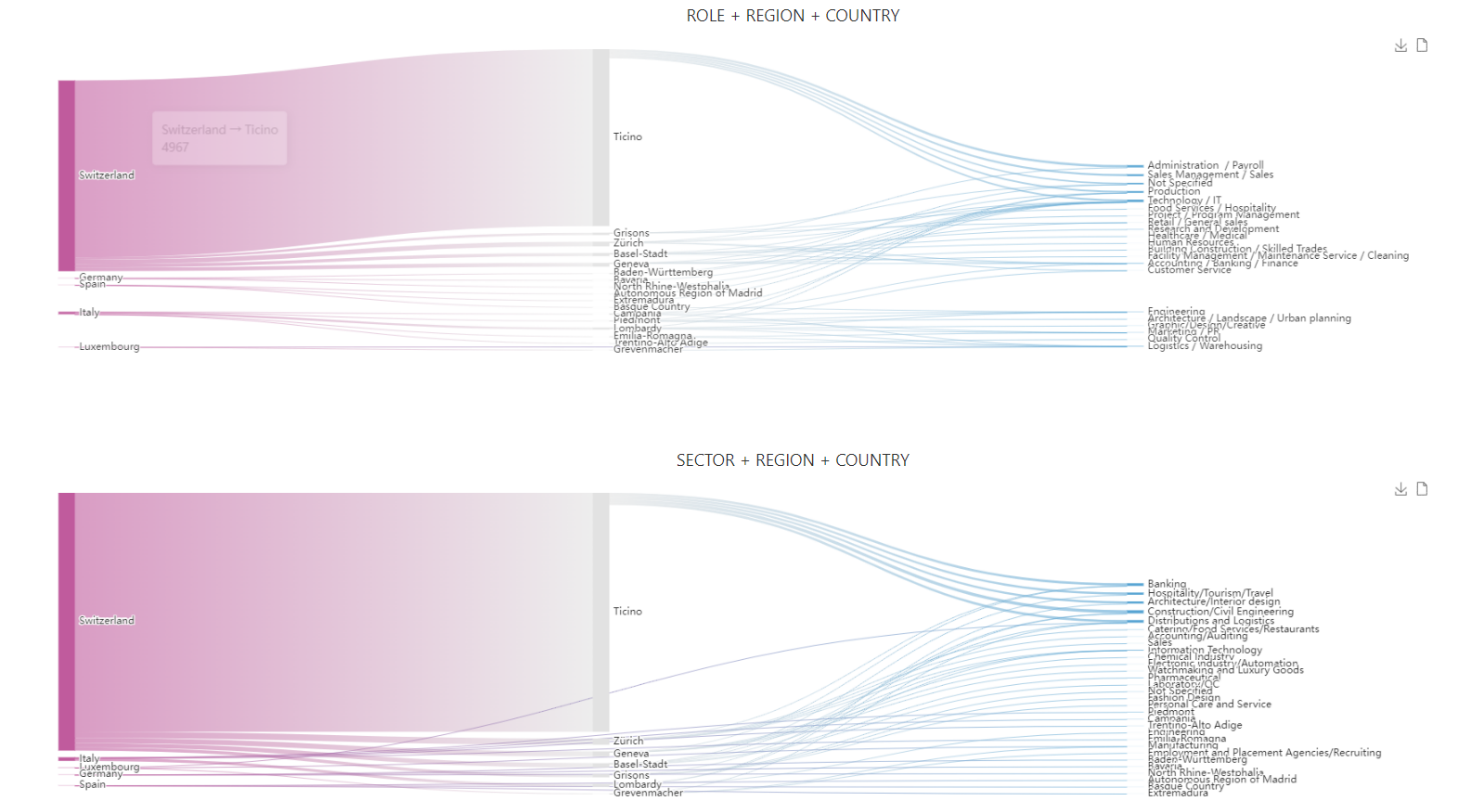 ROLE + REGION + COUNTRY
Switzerland → Ticino
4967
Switzerland
Germany
Spain
Italy
Luxembourg
Ticino
Grisons
Zürich
Basel-Stadt
Geneva
Baden-Württemberg
Bavaria
North Rhine-Westphalia
Autonomous Region of Madrid
Extremadura
Basque Country
Campania
Piedmont
Lombardy
Emilia-Romagna
Trentino-Alto Adige
Grevenmacher
Administration / Payroll
Sales Management / Sales
Not Specified
Production
Technology / IT
Food Services / Hospitality
Project / Program Management
Retail / General sales
Research and Development
Healthcare / Medical
Human Resources
Building Construction / Skilled Trades
Facility Management / Maintenance Service / Cleaning
Accounting / Banking / Finance
Customer Service
Engineering
Architecture / Landscape / Urban planning
Graphic/Design/Creative
Marketing / PR
Quality Control
Logistics / Warehousing
SECTOR + REGION + COUNTRY
Switzerland
Italy
Luxembourg
Germany
Spain
Ticino
Zürich
Geneva
Basel-Stadt
Grisons
Lombardy
Grevenmacher
Banking
Hospitality/Tourism/Travel
Architecture/Interior design
Construction/Civil Engineering
Distributions and Logistics
Catering/Food Services/Restaurants
Accounting/Auditing
Sales
Information Technology
Chemical Industry
Electronic industry/Automation
Watchmaking and Luxury Goods
Pharmaceutical
Laboratory/CIC
Not Specified
Fashion Design
Personal Care and Service
Piedmont
Campania
Trentino-Alto Adige
Engineering
Emilia-Romagna
Manufacturing
Employment and Placement Agencies/Recruiting
Baden-Württemberg
Bavaria
North Rhine-Westphalia
Autonomous Region of Madrid
Basque Country
Extremadura